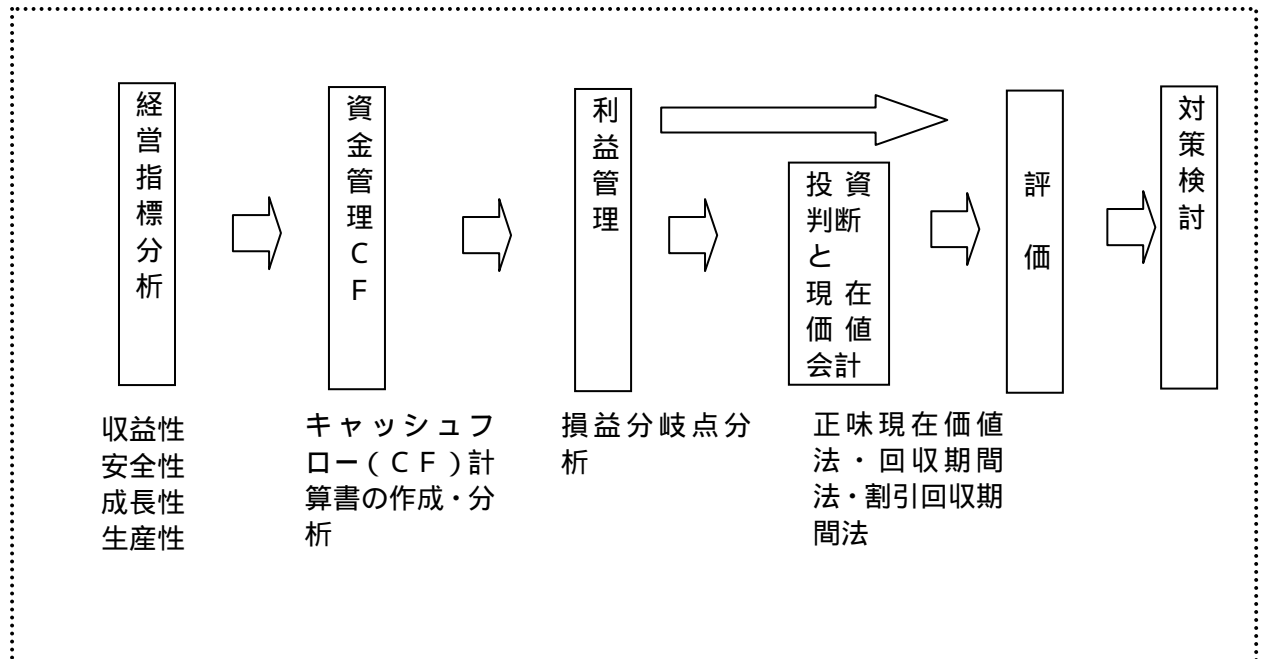 経営指標分析
資金管理CF
利益管理
投資
判断
と
現在
価値
会計
評価
対策検討
収益性
安全性
成長性
生産性
キャッシュフ
ロー(CF)計
算書の作成・分
析
損益分岐点分
析
正味現在価値
法・回収期間
法・割引回収期
間法